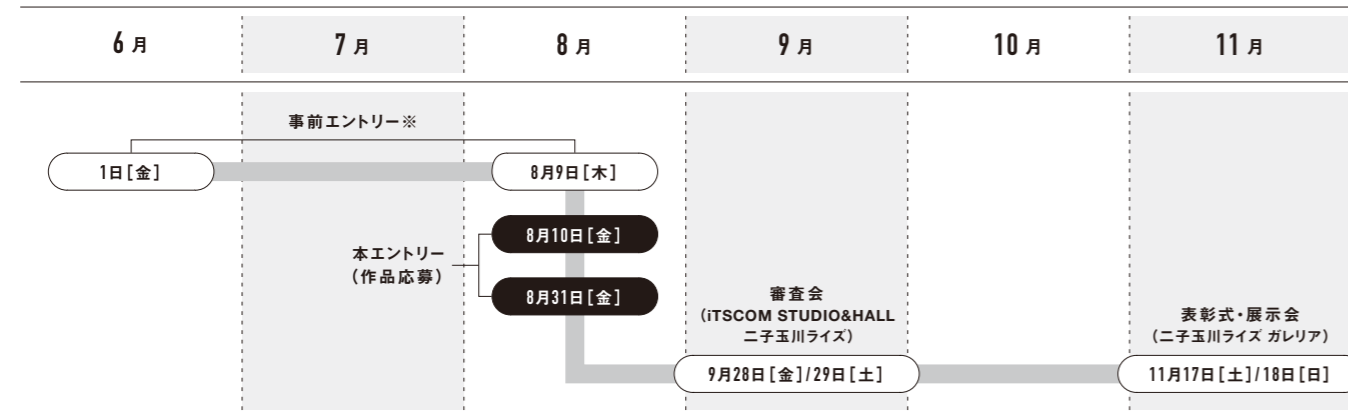 6月
7月
8月
9月
10月
11月
事前エントリー※
1日[金]
8月9日[木]
本エントリー
(作品応募)
8月10日[金]
8月31日[金]
審査会
(iTSCOM STUDIO&HALL
二子玉川ライズ)
9月28日[金]/29日[土]
表彰式・展示会
(二子玉川ライズ ガレリア)
11月17日[土]/18日[日]